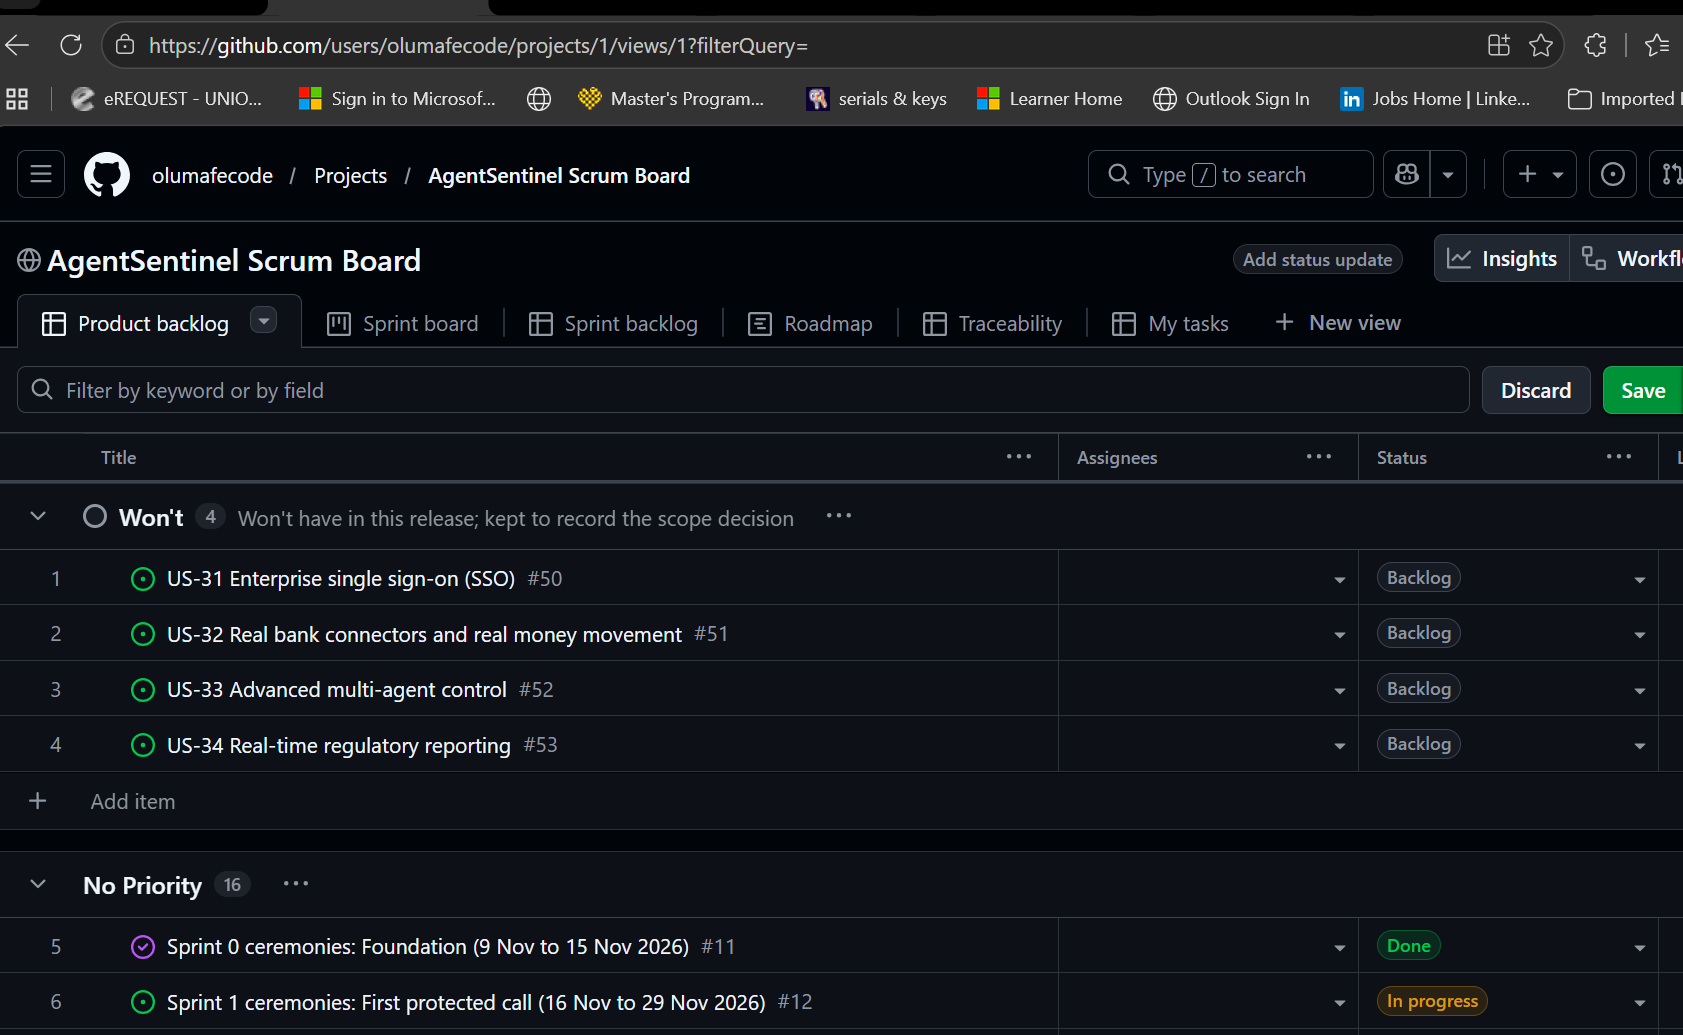 https://github.com/users/olumafecode/projects/1/views/1?filterQuery=
eREQUEST - UNIO...
Sign in to Microsof...
Master's Program...
serials & keys
Learner Home
Outlook Sign In
in
Jobs Home | Linke...
Imported
olumafecode / Projects / AgentSentinel Scrum Board
Type / to search
AgentSentinel Scrum Board
Add status update
Insights
Workfl
Product backlog
Sprint board
Sprint backlog
Roadmap
Traceability
My tasks
+ New view
Filter by keyword or by field
Discard
Save
Title ... Assignees ... Status ...
Won't 4 Won't have in this release; kept to record the scope decision ...
1 US-31 Enterprise single sign-on (SSO) #50 Backlog
2 US-32 Real bank connectors and real money movement #51 Backlog
3 US-33 Advanced multi-agent control #52 Backlog
4 US-34 Real-time regulatory reporting #53 Backlog
+ Add item
No Priority 16 ...
5 Sprint 0 ceremonies: Foundation (9 Nov to 15 Nov 2026) #11 Done
6 Sprint 1 ceremonies: First protected call (16 Nov to 29 Nov 2026) #12 In progress